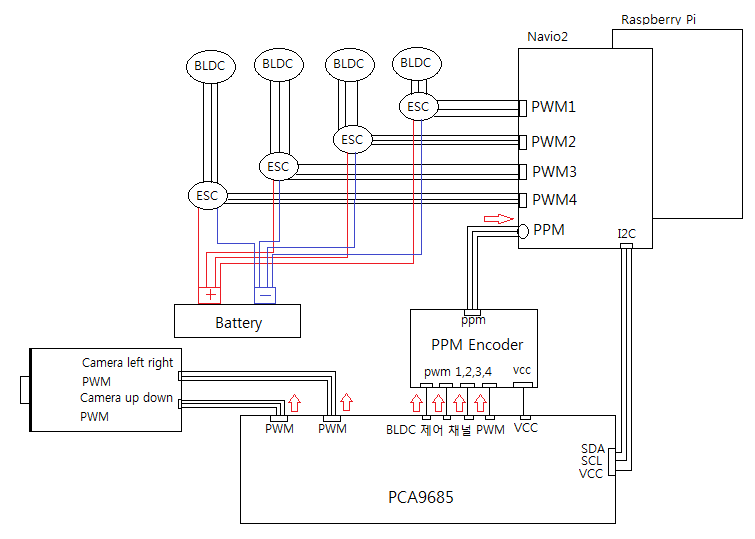 Raspberry Pi
Navio2
BLDC
BLDC
BLDC
BLDC
ESC
ESC
ESC
ESC
PWM1
PWM2
PWM3
PWM4
PPM
I2C
+
−
Battery
ppm
PPM Encoder
pwm 1,2,3,4
vcc
Camera left right
PWM
Camera up down
PWM
PWM
PWM
BLDC 제어 채널 PWM
VCC
SDA
SCL
VCC
PCA9685